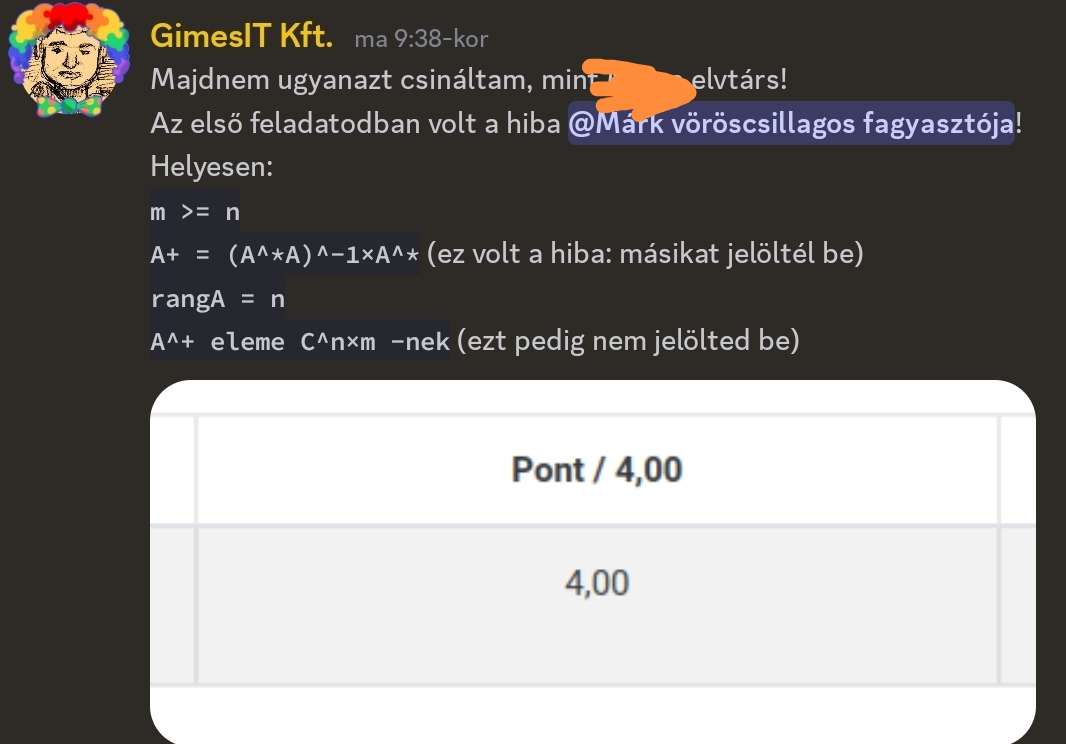 GimesIT Kft. ma 9:38-kor
Majdnem ugyanazt csináltam, mint elvtárs!
Az első feladatodban volt a hiba @Márk vöröscsillagos fagyasztója!
Helyesen:
m >= n
A+ = (A^*A)^-1×A^* (ez volt a hiba: másikat jelöltél be)
rangA = n
A^+ eleme C^n×m -nek (ezt pedig nem jelölted be)
Pont / 4,00
4,00